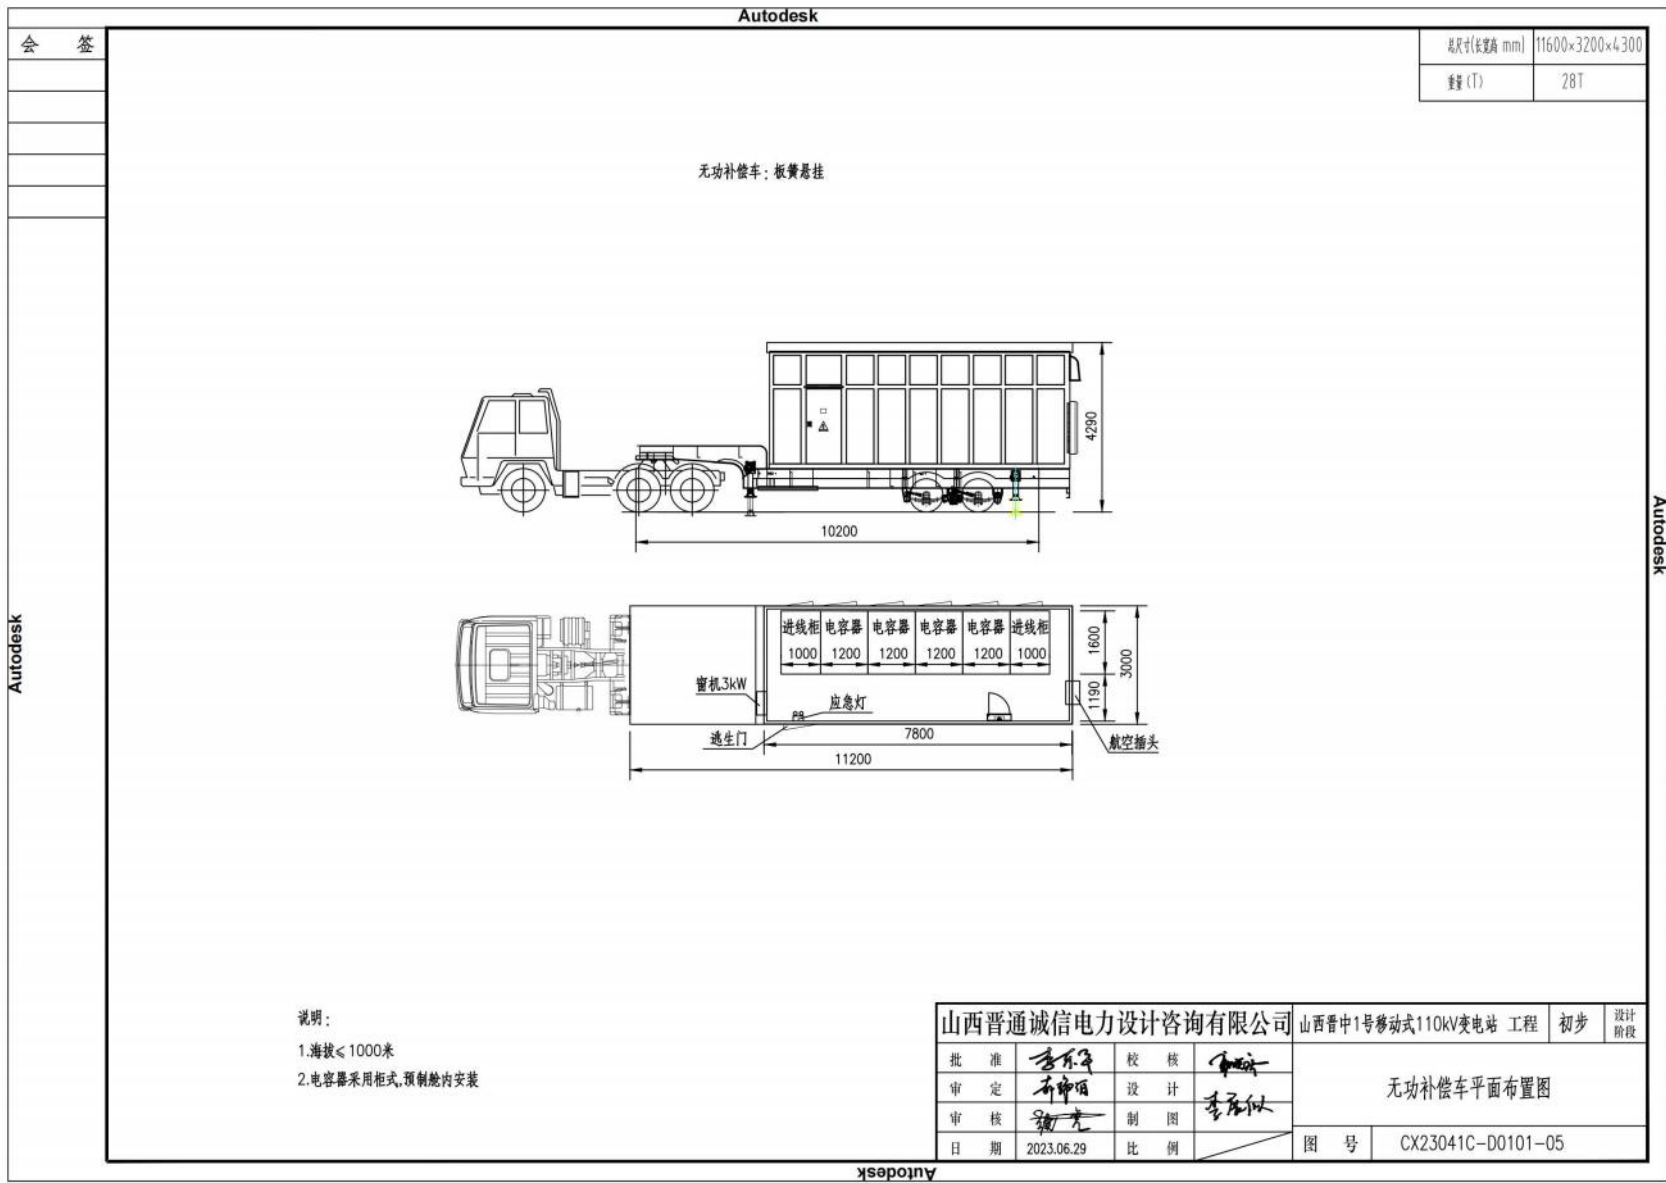 Autodesk
会 签
总尺寸(长宽高 mm) 11600×3200×4300
重量(T) 28T
无功补偿车：板簧悬挂
4290
10200
进线柜 电容器 电容器 电容器 电容器 进线柜
1000 1200 1200 1200 1200 1000
1600
3000
1190
窗机3kW
应急灯
逃生门
7800
航空插头
11200
Autodesk
Autodesk
说明：
1.海拔≤1000米
2.电容器采用柜式,预制舱内安装
山西晋通诚信电力设计咨询有限公司 山西晋中1号移动式110kV变电站 工程 初步 设计阶段
批 准 校 核
审 定 设 计
审 核 制 图
日 期 2023.06.29 比 例
无功补偿车平面布置图
图 号 CX23041C-D0101-05
Autodesk